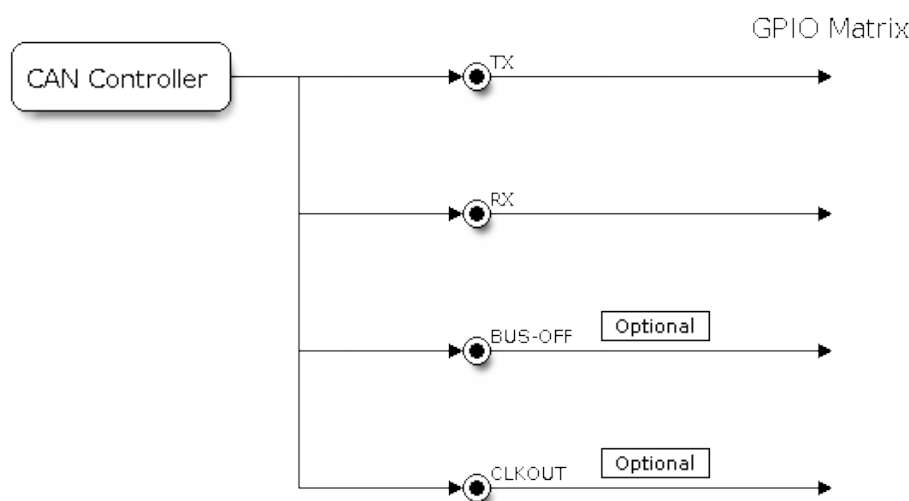 GPIO Matrix
CAN Controller
TX
RX
BUS-OFF
Optional
CLKOUT
Optional